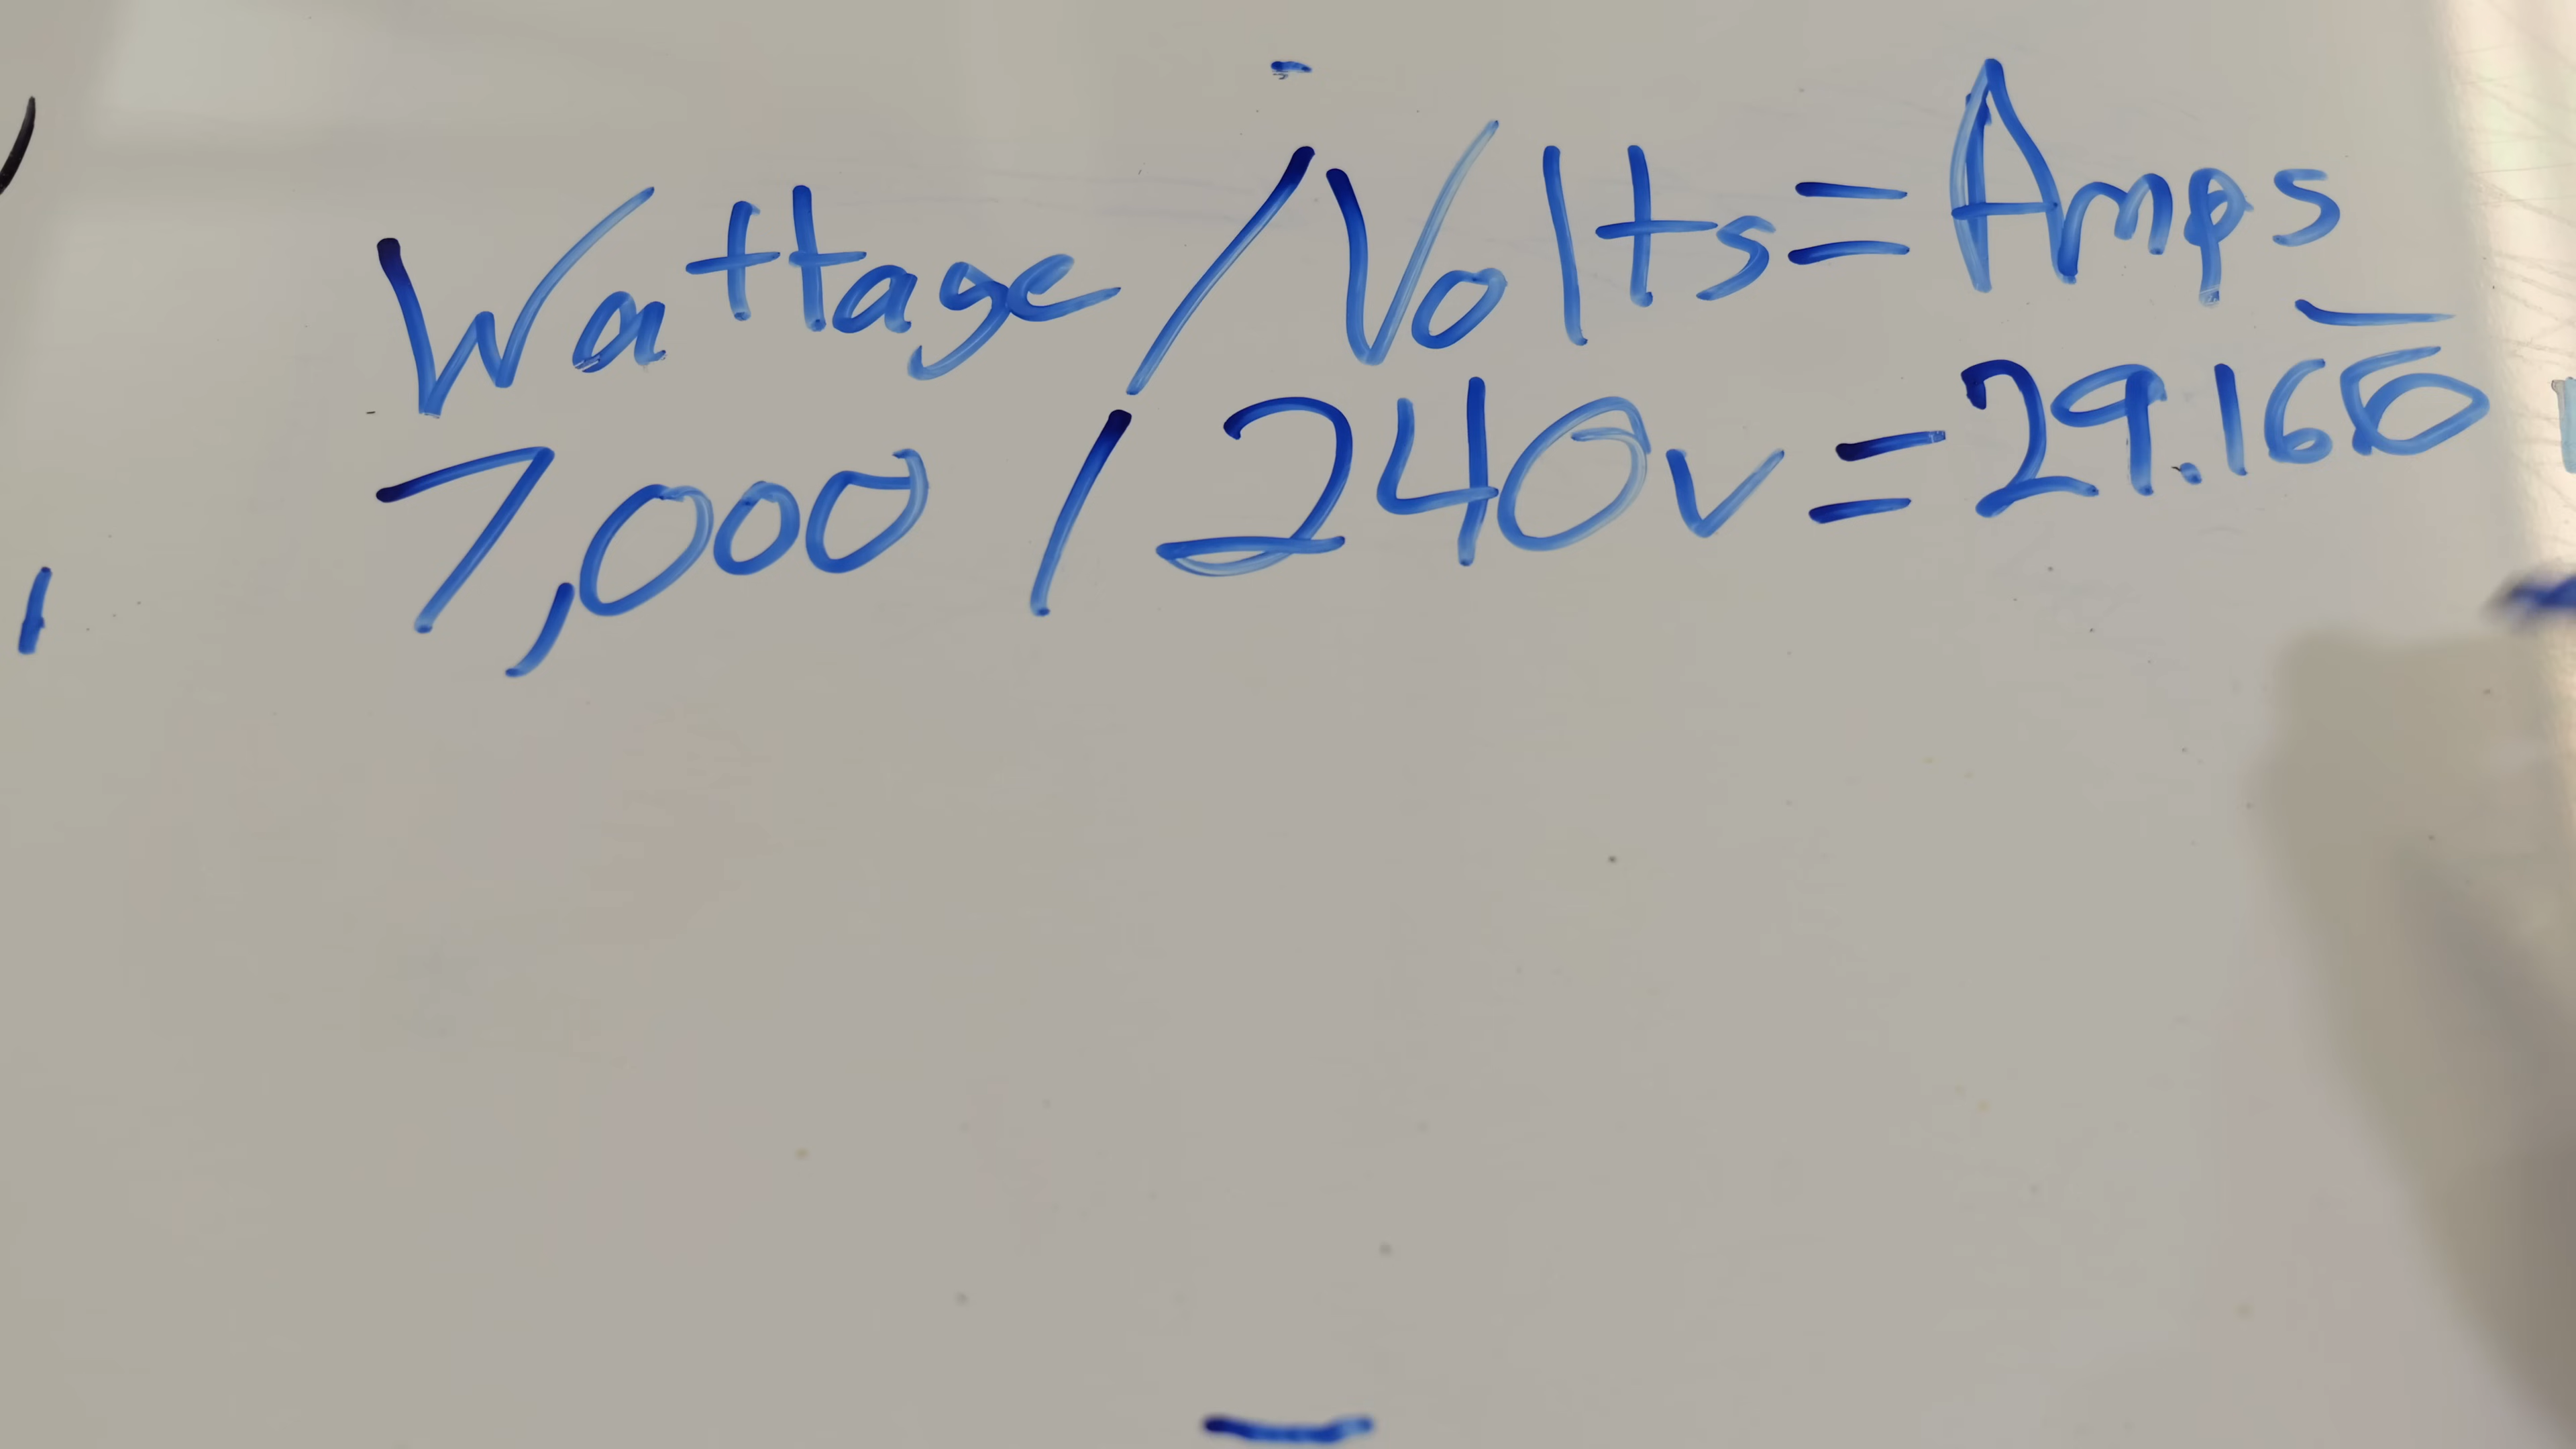 Wattage / Volts = Amps
7,000 / 240v = 29.166̅